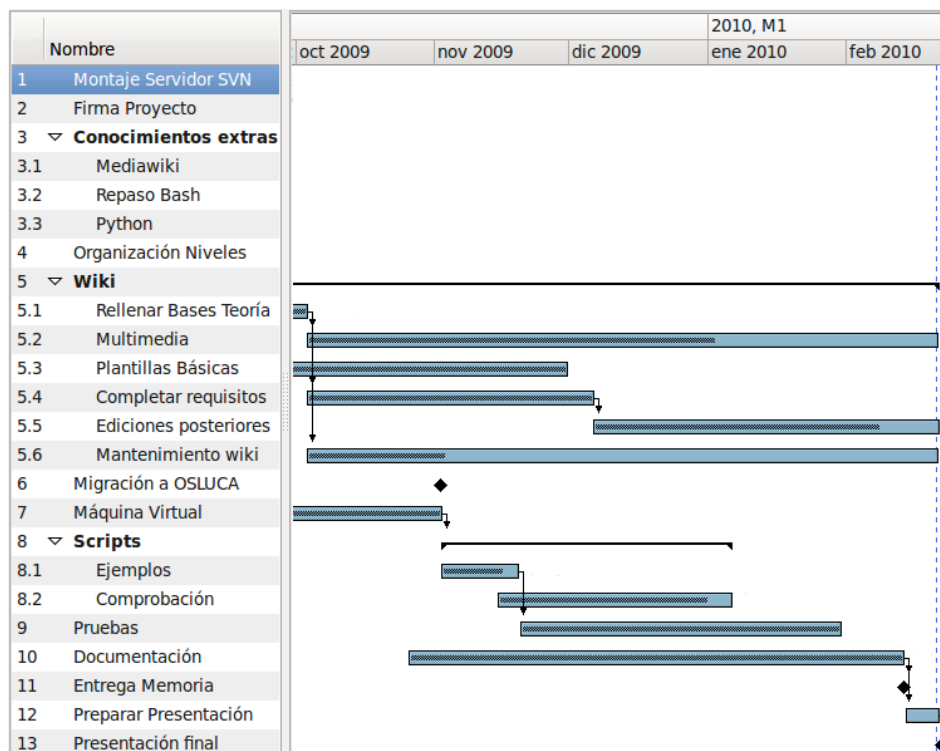 2010, M1
Nombre
oct 2009 nov 2009 dic 2009 ene 2010 feb 2010
1 Montaje Servidor SVN
2 Firma Proyecto
3 Conocimientos extras
3.1 Mediawiki
3.2 Repaso Bash
3.3 Python
4 Organización Niveles
5 Wiki
5.1 Rellenar Bases Teoría
5.2 Multimedia
5.3 Plantillas Básicas
5.4 Completar requisitos
5.5 Ediciones posteriores
5.6 Mantenimiento wiki
6 Migración a OSLUCA
7 Máquina Virtual
8 Scripts
8.1 Ejemplos
8.2 Comprobación
9 Pruebas
10 Documentación
11 Entrega Memoria
12 Preparar Presentación
13 Presentación final